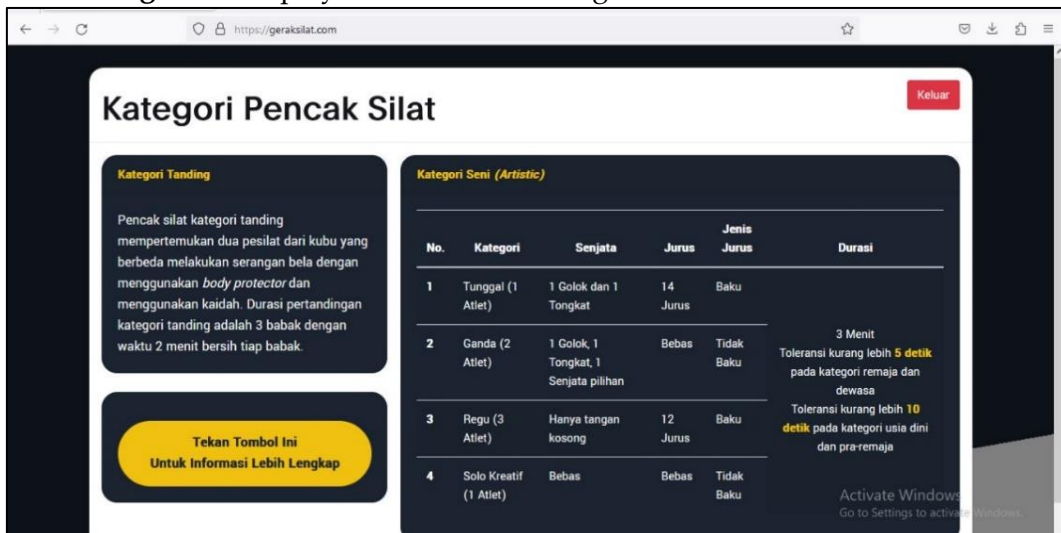 https://geraksilat.com
Kategori Pencak Silat
Keluar
Kategori Tanding
Pencak silat kategori tanding
mempertemukan dua pesilat dari kubu yang
berbeda melakukan serangan bela dengan
menggunakan body protector dan
menggunakan kaidah. Durasi pertandingan
kategori tanding adalah 3 babak dengan
waktu 2 menit bersih tiap babak.
Tekan Tombol Ini
Untuk Informasi Lebih Lengkap
Kategori Seni (Artistic)
No. Kategori Senjata Jurus Jenis Jurus Durasi
1 Tunggal (1 Atlet) 1 Golok dan 1 Tongkat 14 Jurus Baku
2 Ganda (2 Atlet) 1 Golok, 1 Tongkat, 1 Senjata pilihan Bebas Tidak Baku
3 Regu (3 Atlet) Hanya tangan kosong 12 Jurus Baku
4 Solo Kreatif (1 Atlet) Bebas Bebas Tidak Baku
3 Menit
Toleransi kurang lebih 5 detik
pada kategori remaja dan
dewasa
Toleransi kurang lebih 10
detik pada kategori usia dini
dan pra-remaja
Activate Windows
Go to Settings to activate Windows.